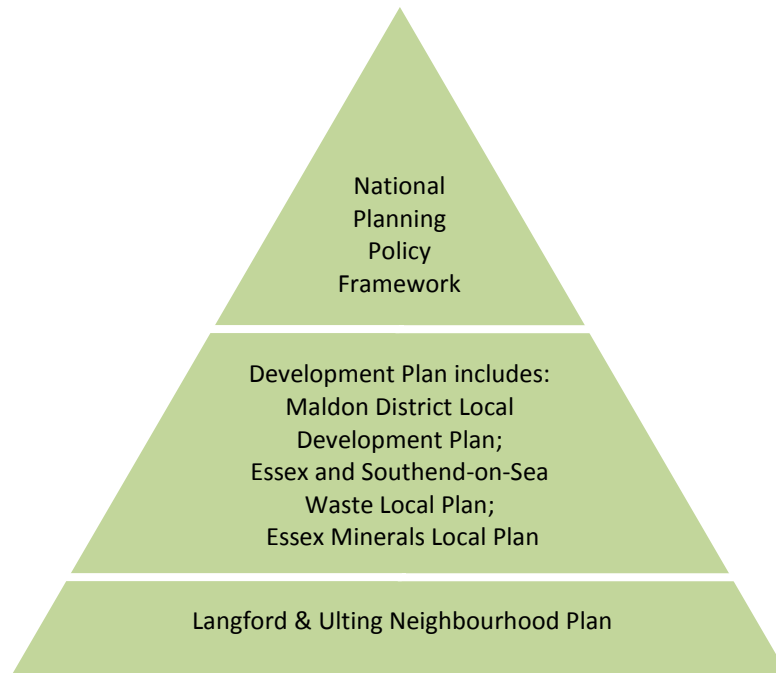 National
Planning
Policy
Framework
Development Plan includes:
Maldon District Local
Development Plan;
Essex and Southend-on-Sea
Waste Local Plan;
Essex Minerals Local Plan
Langford & Ulting Neighbourhood Plan